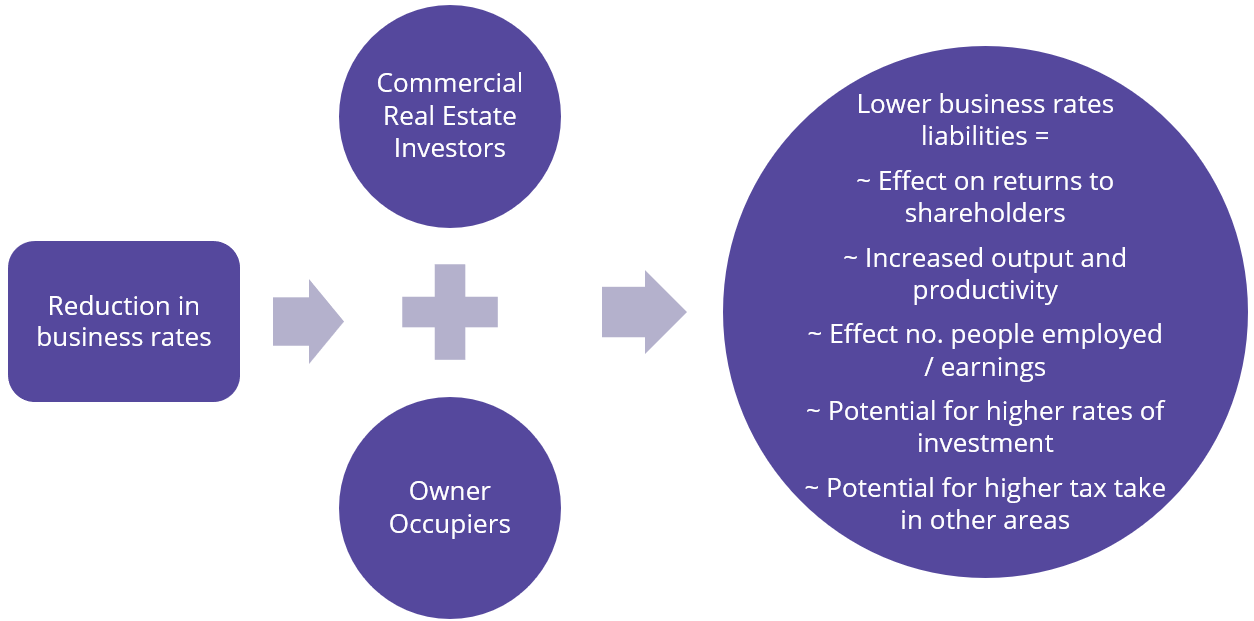 Reduction in
business rates
Commercial
Real Estate
Investors
Owner
Occupiers
Lower business rates
liabilities =
~ Effect on returns to
shareholders
~ Increased output and
productivity
~ Effect no. people employed
/ earnings
~ Potential for higher rates of
investment
~ Potential for higher tax take
in other areas